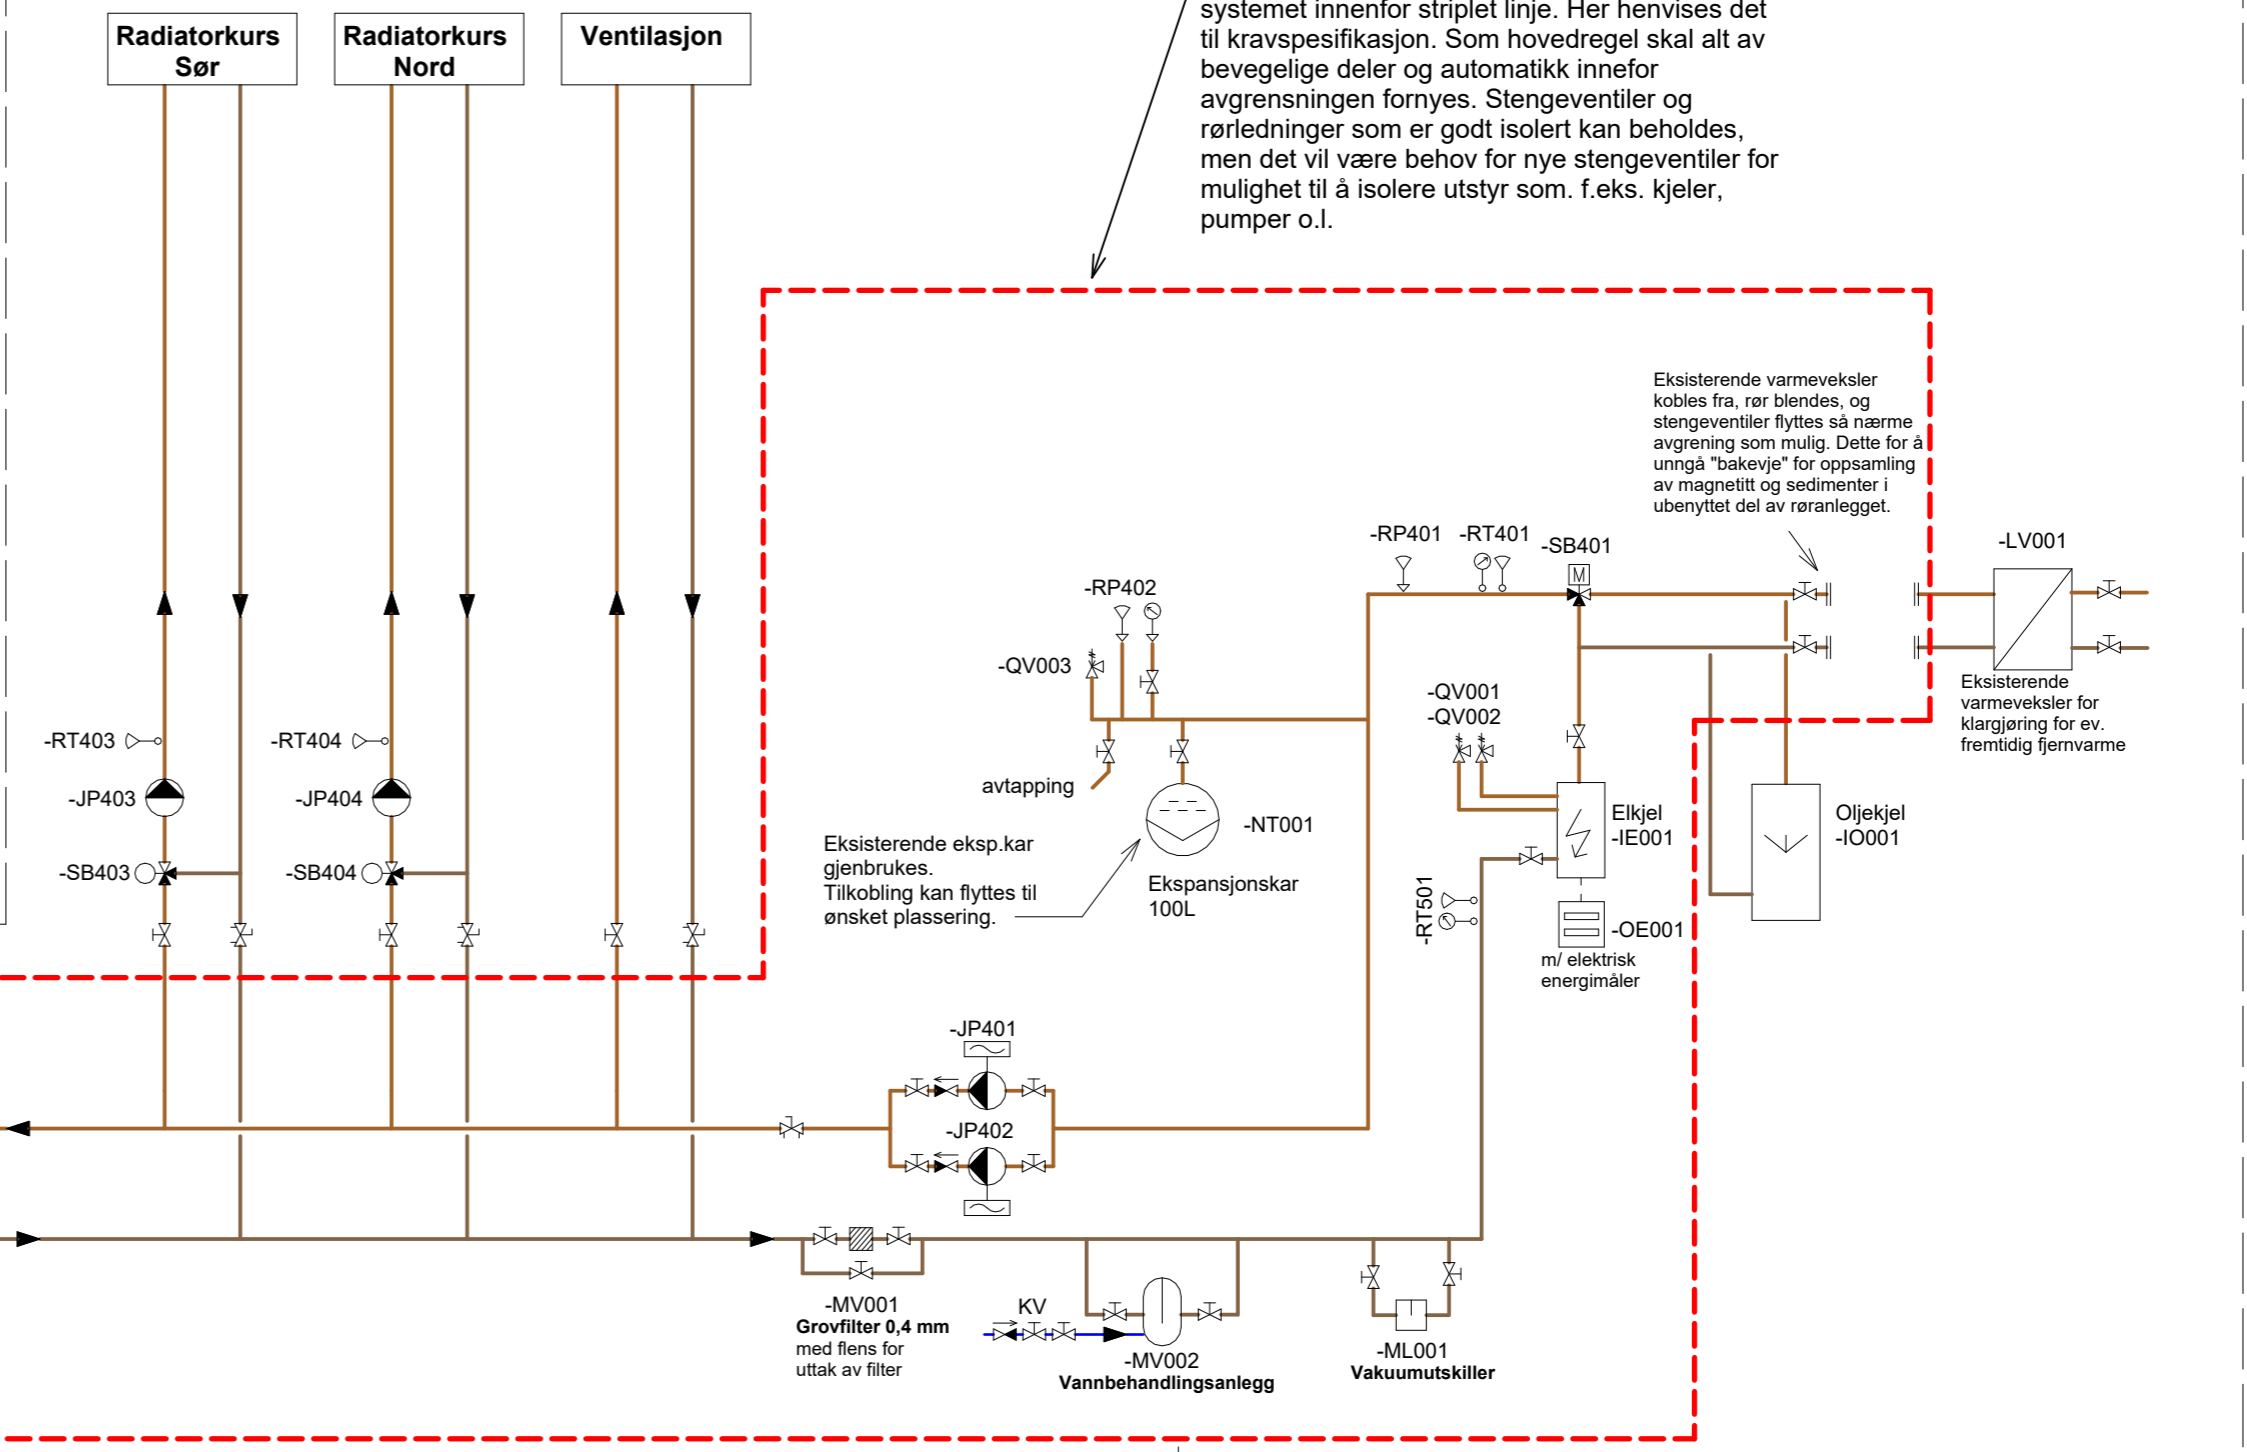 systemet innenfor striplet linje. Her henvises det
til kravspesifikasjon. Som hovedregel skal alt av
bevegelige deler og automatikk innefor
avgrensningen fornyes. Stengeventiler og
rørledninger som er godt isolert kan beholdes,
men det vil være behov for nye stengeventiler for
mulighet til å isolere utstyr som. f.eks. kjeler,
pumper o.l.
Radiatorkurs
Sør
Radiatorkurs
Nord
Ventilasjon
Eksisterende varmeveksler
kobles fra, rør blendes, og
stengeventiler flyttes så nærme
avgrening som mulig. Dette for å
unngå "bakevje" for oppsamling
av magnetitt og sedimenter i
ubenyttet del av røranlegget.
-RP401
-RT401
-SB401
M
-LV001
Eksisterende
varmeveksler for
klargjøring for ev.
fremtidig fjernvarme
-RP402
-QV003
-QV001
-QV002
avtapping
-NT001
Ekspansjonskar
100L
Eksisterende eksp.kar
gjenbrukes.
Tilkobling kan flyttes til
ønsket plassering.
Elkjel
-IE001
Oljekjel
-IO001
-RT501
-OE001
m/ elektrisk
energimåler
-RT403
-JP403
-SB403
-RT404
-JP404
-SB404
-JP401
-JP402
-MV001
Grovfilter 0,4 mm
med flens for
uttak av filter
KV
-MV002
Vannbehandlingsanlegg
-ML001
Vakuumutskiller